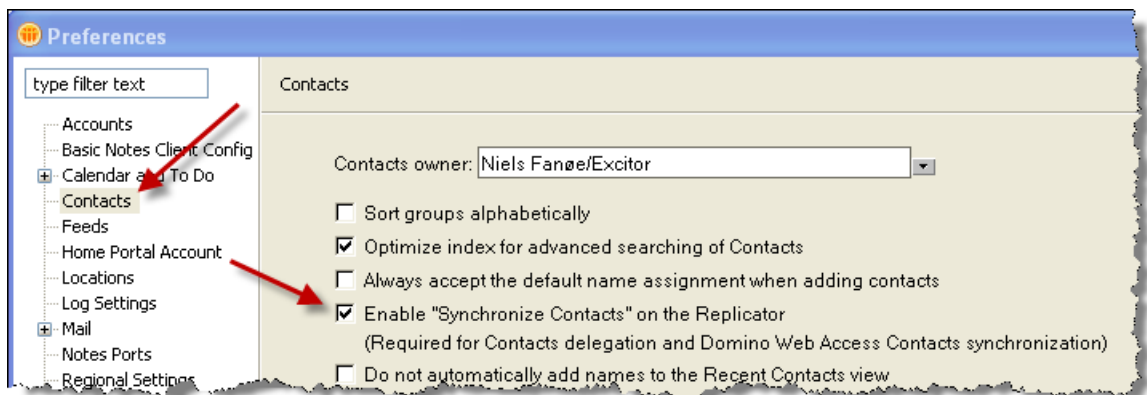 Preferences
type filter text
Accounts
Basic Notes Client Config
Calendar and To Do
Contacts
Feeds
Home Portal Account
Locations
Log Settings
Mail
Notes Ports
Regional Settings
Contacts
Contacts owner: Niels Fanøe/Excitor
Sort groups alphabetically
Optimize index for advanced searching of Contacts
Always accept the default name assignment when adding contacts
Enable "Synchronize Contacts" on the Replicator
(Required for Contacts delegation and Domino Web Access Contacts synchronization)
Do not automatically add names to the Recent Contacts view